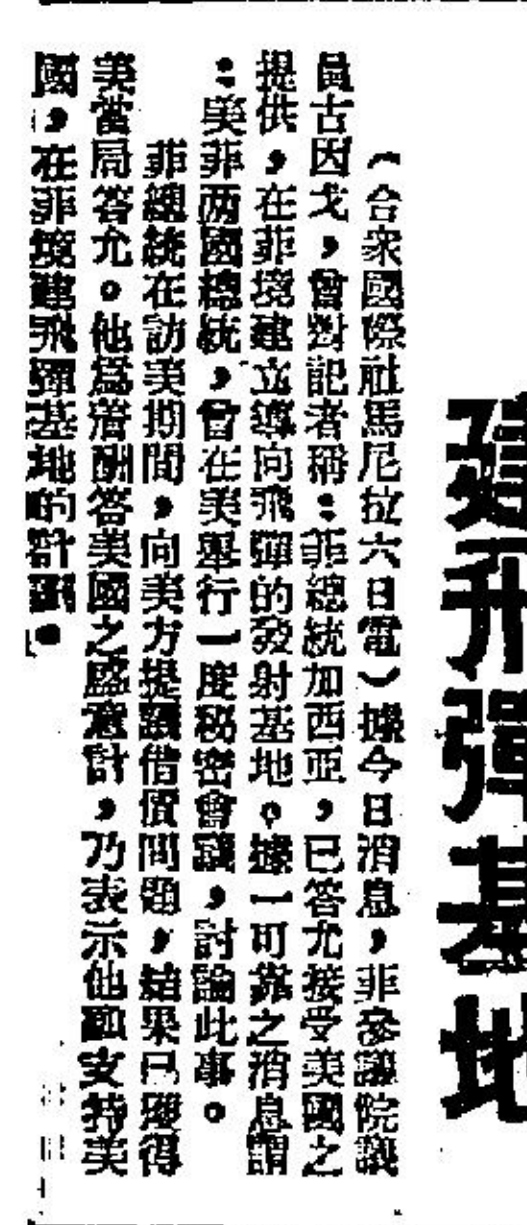 建飛彈基地
（合衆國際社馬尼拉六日電）據今日消息，菲參議院議
員古因戈，曾對記者稱：菲總統加西亞，已答允接受美國之
提供，在菲境建立導向飛彈的發射基地。據一可靠之消息謂
：美菲两國總統，曾在美舉行一度秘密會議，討論此事。
菲總統在訪美期間，向美方提議借債問題，結果已獲得
美當局答允。他爲着酬答美國之盛意計，乃表示他願支持美
國，在菲境建飛彈基地的計劃。